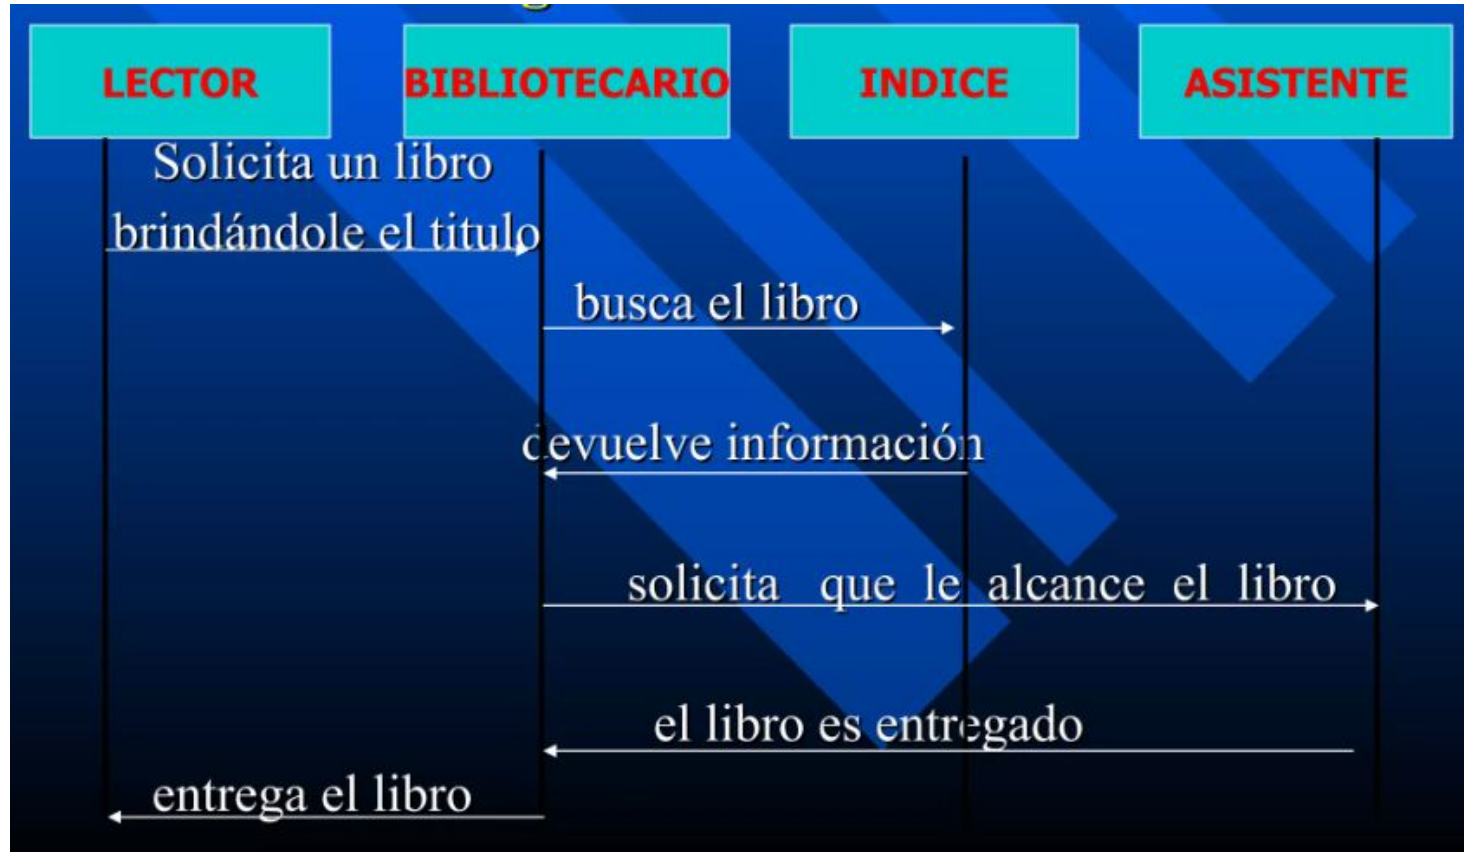 LECTOR
BIBLIOTECARIO
INDICE
ASISTENTE
Solicita un libro
brindándole el titulo
busca el libro
devuelve información
solicita que le alcance el libro
el libro es entregado
entrega el libro